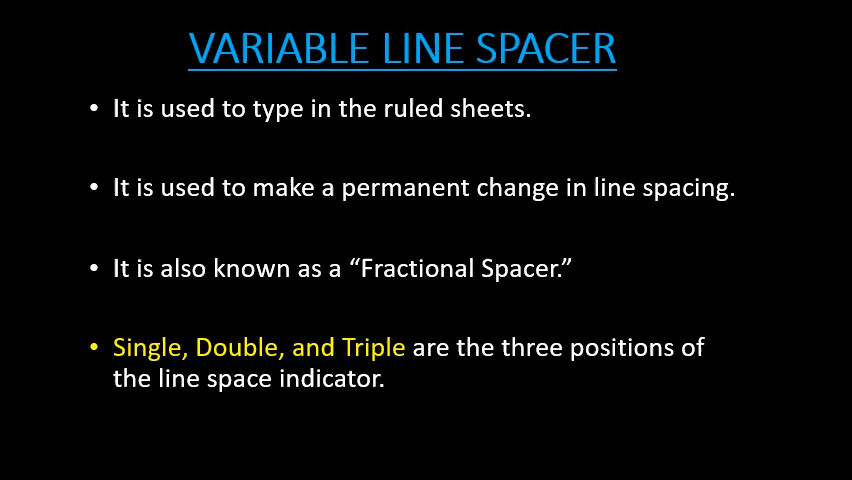 VARIABLE LINE SPACER
• It is used to type in the ruled sheets.
• It is used to make a permanent change in line spacing.
• It is also known as a “Fractional Spacer.”
• Single, Double, and Triple are the three positions of
the line space indicator.